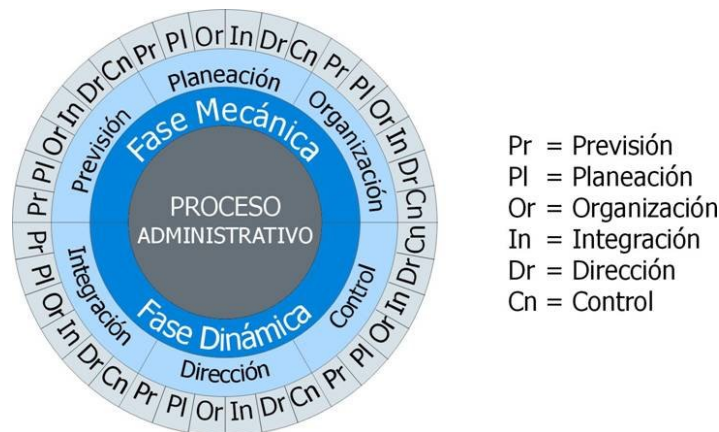 Pr Pl Or In Dr Cn Pr Pl Or In Dr Cn Pr Pl Or In Dr Cn
Previsión Planeación Organización
Fase Mecánica
PROCESO
ADMINISTRATIVO
Fase Dinámica
Integración Dirección Control
Pr Pl Or In Dr Cn Pr Pl Or In Dr Cn Pr Pl Or In Dr Cn
Pr = Previsión
Pl = Planeación
Or = Organización
In = Integración
Dr = Dirección
Cn = Control